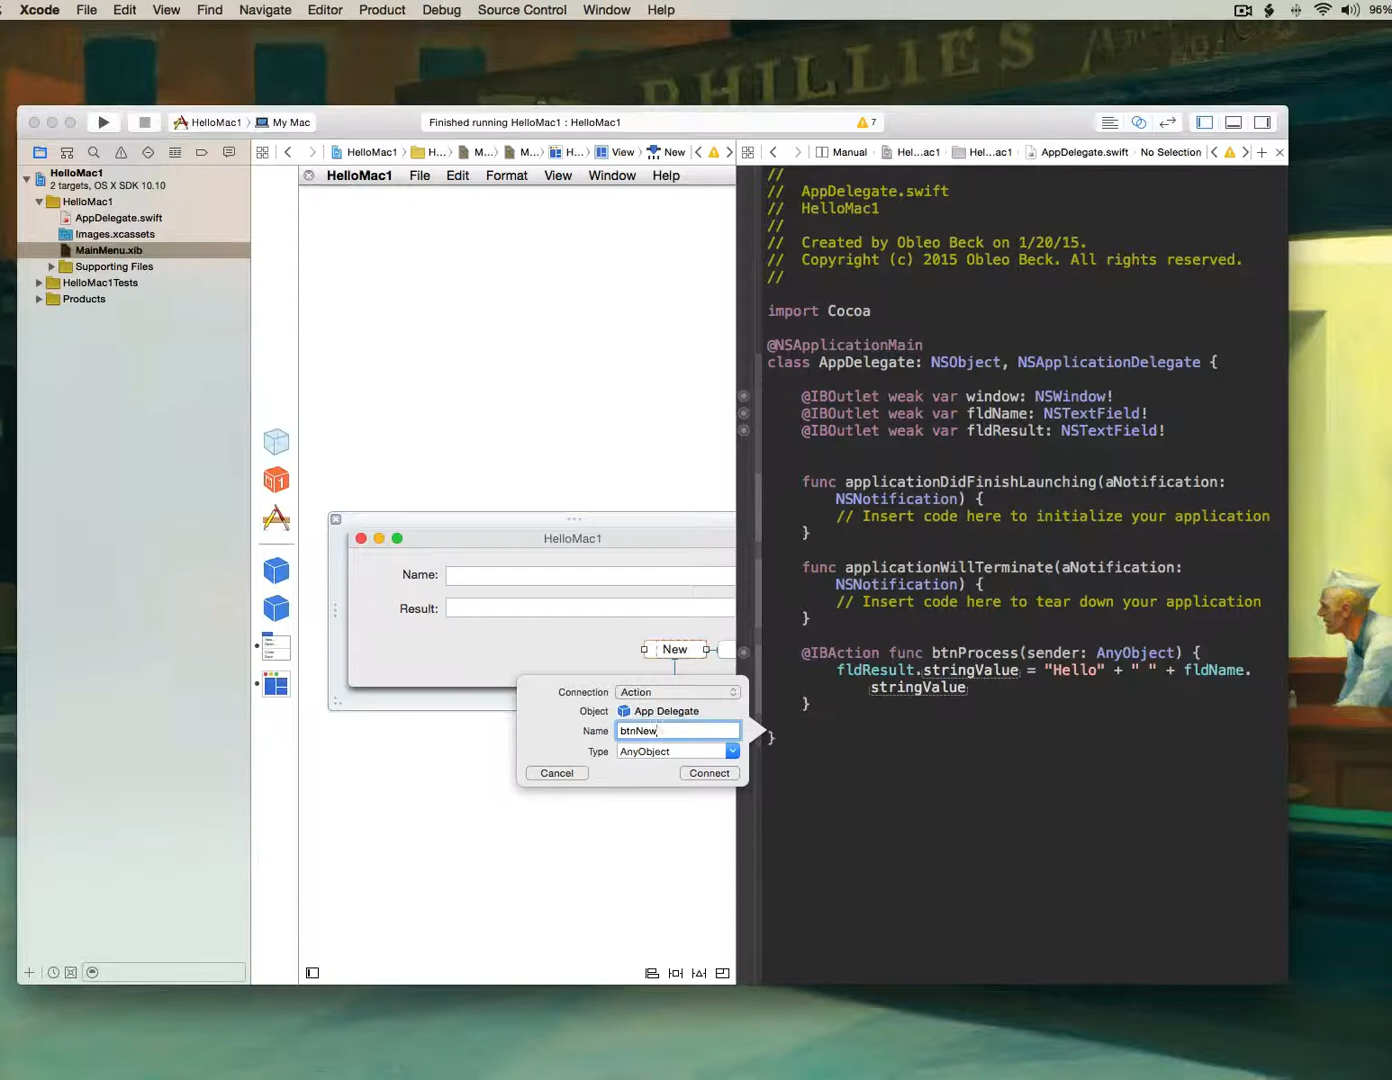 Xcode File Edit View Find Navigate Editor Product Debug Source Control Window Help 96%
PHILLIES
HelloMac1 My Mac
Finished running HelloMac1 : HelloMac1
7
HelloMac1
2 targets, OS X SDK 10.10
HelloMac1
AppDelegate.swift
Images.xcassets
MainMenu.xib
Supporting Files
HelloMac1Tests
Products
HelloMac1 H... M... M... H... View New
HelloMac1 File Edit Format View Window Help
HelloMac1
Name:
Result:
New
Connection Action
Object App Delegate
Name btnNew
Type AnyObject
Cancel Connect
Manual Hel...ac1 Hel...ac1 AppDelegate.swift No Selection
//
// AppDelegate.swift
// HelloMac1
//
// Created by Obleo Beck on 1/20/15.
// Copyright (c) 2015 Obleo Beck. All rights reserved.
//
import Cocoa
@NSApplicationMain
class AppDelegate: NSObject, NSApplicationDelegate {
@IBOutlet weak var window: NSWindow!
@IBOutlet weak var fldName: NSTextField!
@IBOutlet weak var fldResult: NSTextField!
func applicationDidFinishLaunching(aNotification:
NSNotification) {
// Insert code here to initialize your application
}
func applicationWillTerminate(aNotification:
NSNotification) {
// Insert code here to tear down your application
}
@IBAction func btnProcess(sender: AnyObject) {
fldResult.stringValue = "Hello" + " " + fldName.
stringValue
}
}